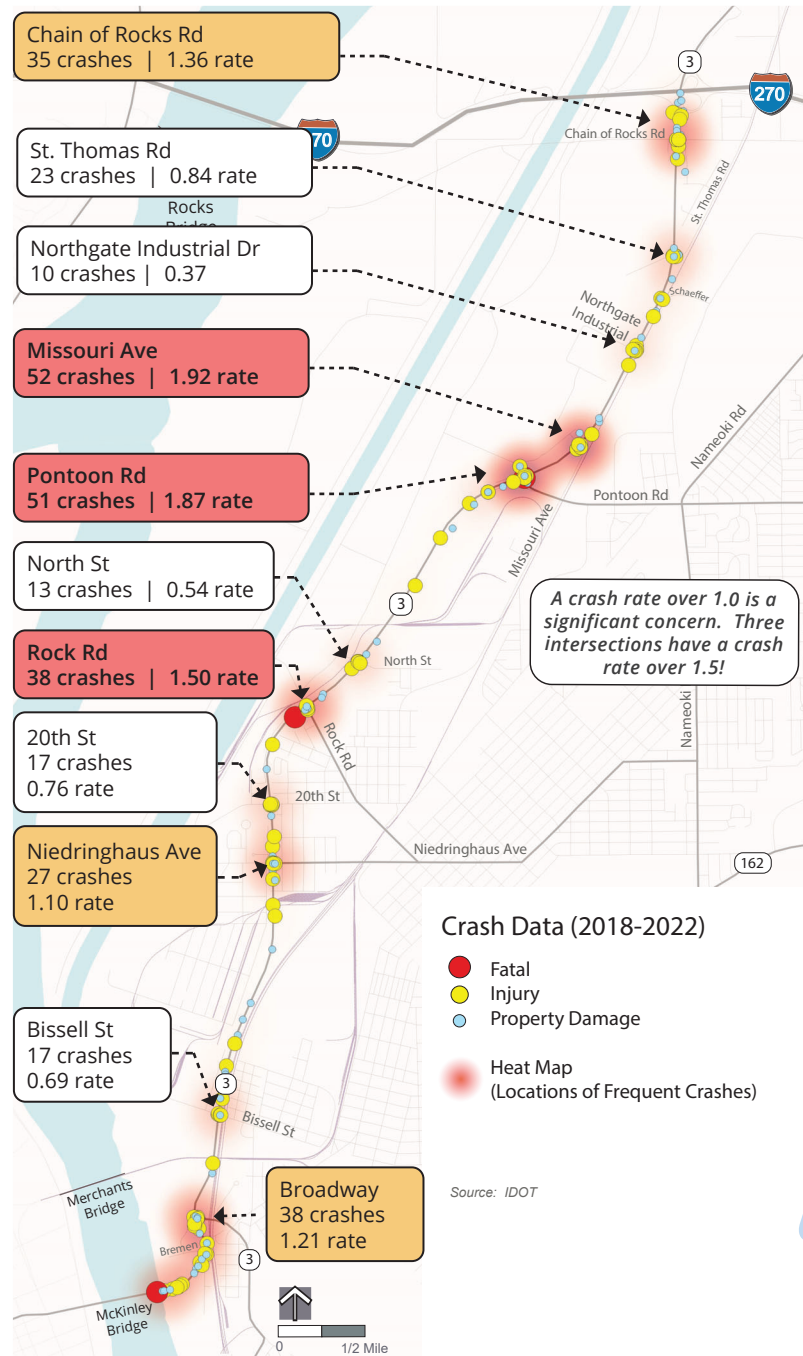 Chain of Rocks Rd
35 crashes | 1.36 rate
3
270
70
Chain of Rocks Rd
St. Thomas Rd
23 crashes | 0.84 rate
St. Thomas Rd
Rocks
Northgate Industrial Dr
10 crashes | 0.37
Schaeffer
Northgate
Industrial
Missouri Ave
52 crashes | 1.92 rate
Nameoki Rd
Pontoon Rd
51 crashes | 1.87 rate
Pontoon Rd
Missouri Ave
North St
13 crashes | 0.54 rate
3
A crash rate over 1.0 is a
significant concern. Three
intersections have a crash
rate over 1.5!
North St
Rock Rd
38 crashes | 1.50 rate
Rock Rd
Nameoki
20th St
17 crashes
0.76 rate
20th St
Niedringhaus Ave
27 crashes
1.10 rate
Niedringhaus Ave
162
Crash Data (2018-2022)
Fatal
Injury
Property Damage
Heat Map
(Locations of Frequent Crashes)
Bissell St
17 crashes
0.69 rate
3
Bissell St
Source: IDOT
Merchants
Bridge
Broadway
38 crashes
1.21 rate
Bremen
3
McKinley
Bridge
0 1/2 Mile